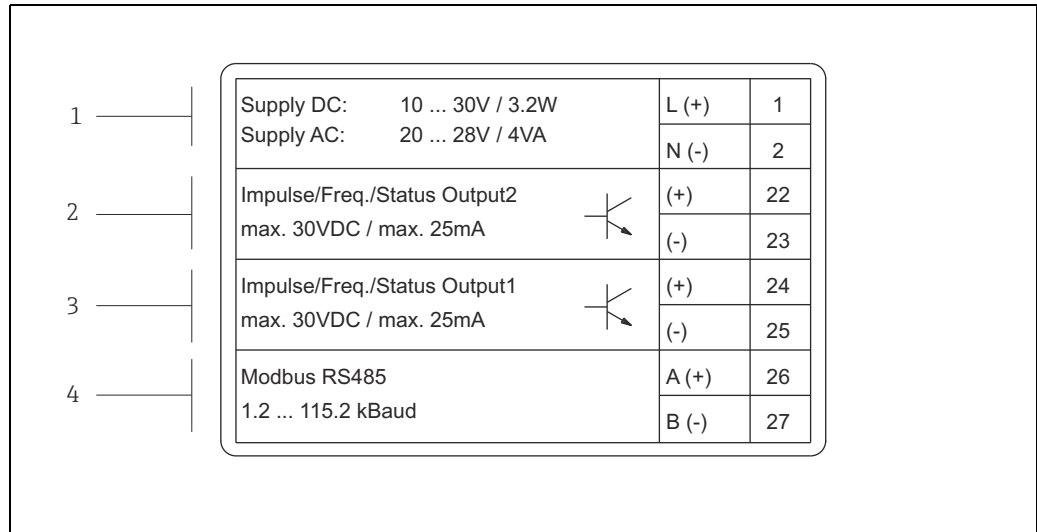 1
Supply DC: 10 ... 30V / 3.2W
L (+) 1
Supply AC: 20 ... 28V / 4VA
N (-) 2
2
Impulse/Freq./Status Output2
(+) 22
max. 30VDC / max. 25mA
(-) 23
3
Impulse/Freq./Status Output1
(+) 24
max. 30VDC / max. 25mA
(-) 25
4
Modbus RS485
A (+) 26
1.2 ... 115.2 kBaud
B (-) 27